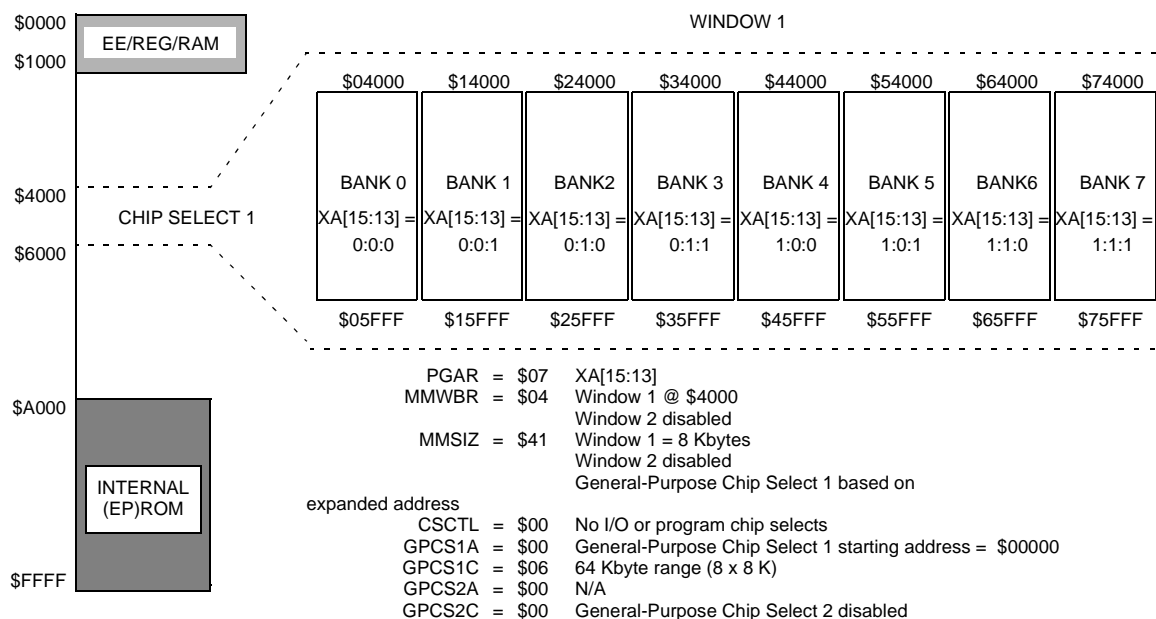 $0000
EE/REG/RAM
$1000
WINDOW 1
$04000 $14000 $24000 $34000 $44000 $54000 $64000 $74000
BANK 0 BANK 1 BANK2 BANK 3 BANK 4 BANK 5 BANK6 BANK 7
XA[15:13] = XA[15:13] = XA[15:13] = XA[15:13] = XA[15:13] = XA[15:13] = XA[15:13] = XA[15:13] =
0:0:0 0:0:1 0:1:0 0:1:1 1:0:0 1:0:1 1:1:0 1:1:1
$05FFF $15FFF $25FFF $35FFF $45FFF $55FFF $65FFF $75FFF
$4000
CHIP SELECT 1
$6000
$A000
INTERNAL
(EP)ROM
$FFFF
PGAR = $07 XA[15:13]
MMWBR = $04 Window 1 @ $4000
Window 2 disabled
MMSIZ = $41 Window 1 = 8 Kbytes
Window 2 disabled
General-Purpose Chip Select 1 based on
expanded address
CSCTL = $00 No I/O or program chip selects
GPCS1A = $00 General-Purpose Chip Select 1 starting address = $00000
GPCS1C = $06 64 Kbyte range (8 x 8 K)
GPCS2A = $00 N/A
GPCS2C = $00 General-Purpose Chip Select 2 disabled